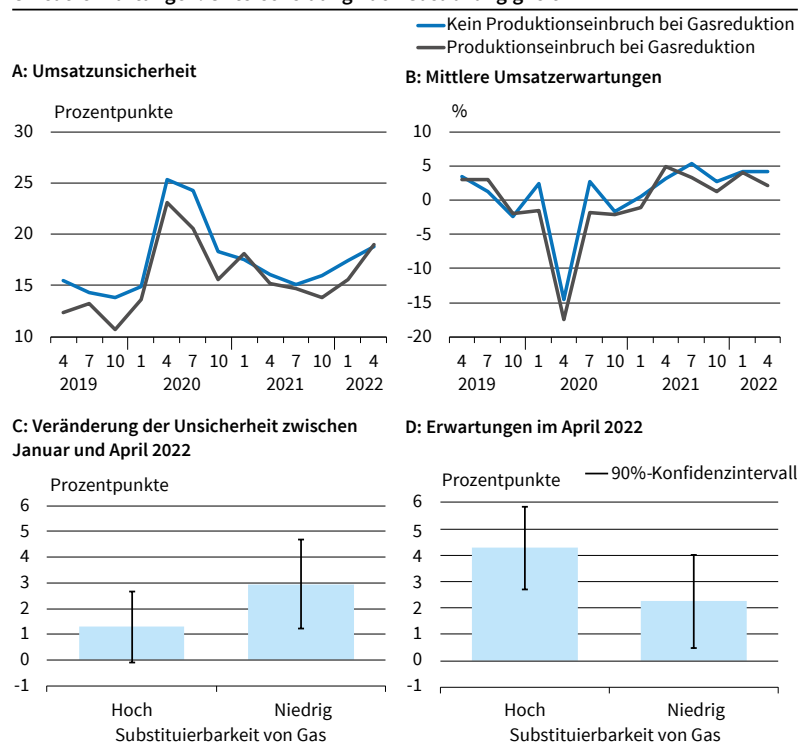 Kein Produktionseinbruch bei Gasreduktion
Produktionseinbruch bei Gasreduktion
A: Umsatzunsicherheit
Prozentpunkte
30
25
20
15
10
4 7 10 1 4 7 10 1 4 7 10 1 4
2019 2020 2021 2022
B: Mittlere Umsatzerwartungen
%
10
5
0
-5
-10
-15
-20
4 7 10 1 4 7 10 1 4 7 10 1 4
2019 2020 2021 2022
C: Veränderung der Unsicherheit zwischen
Januar und April 2022
Prozentpunkte
6
5
4
3
2
1
0
-1
Hoch Niedrig
Substituierbarkeit von Gas
D: Erwartungen im April 2022
Prozentpunkte
90%-Konfidenzintervall
6
5
4
3
2
1
0
-1
Hoch Niedrig
Substituierbarkeit von Gas